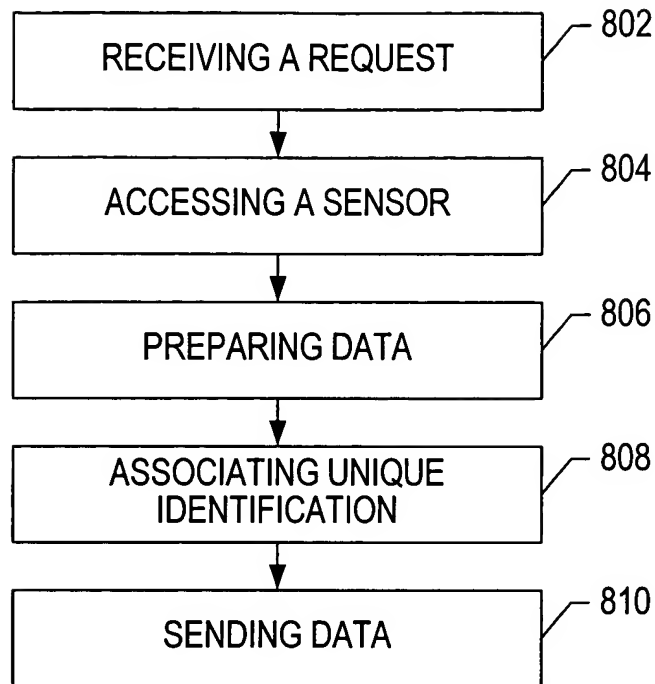 RECEIVING A REQUEST
802
ACCESSING A SENSOR
804
PREPARING DATA
806
ASSOCIATING UNIQUE
IDENTIFICATION
808
SENDING DATA
810